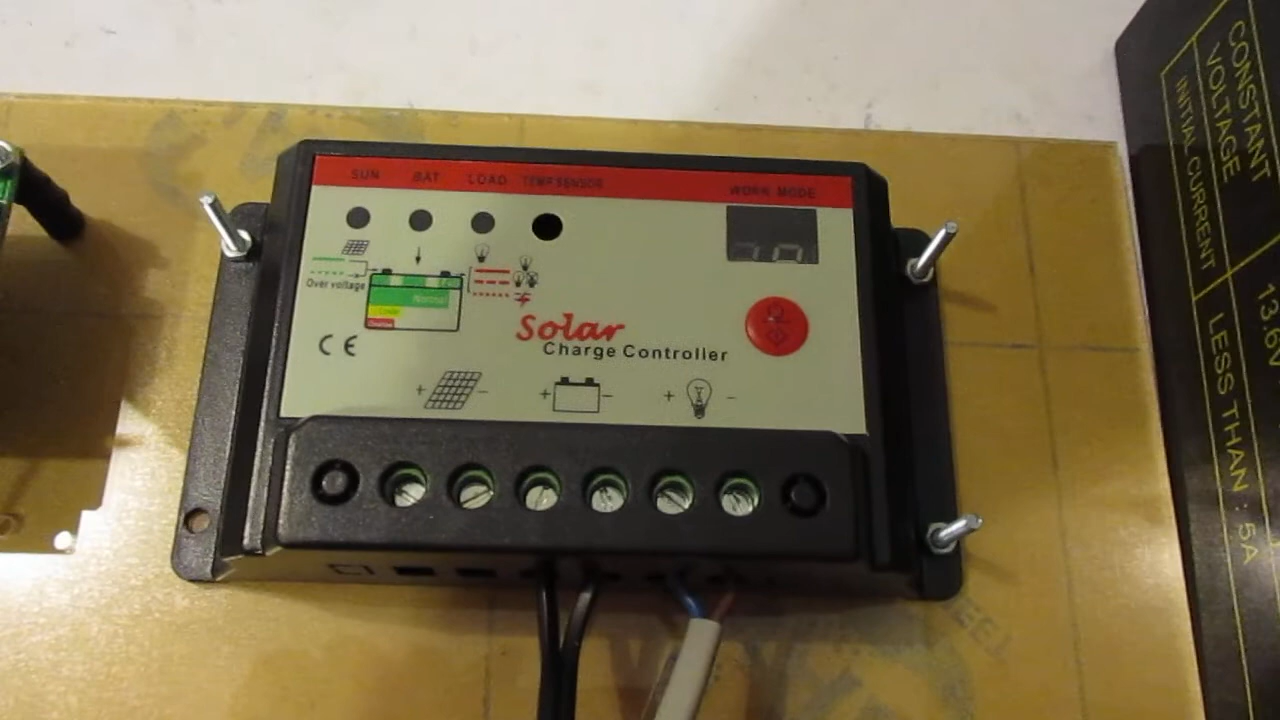 SUN BAT LOAD TEMP.SENSOR WORK MODE
Over voltage
Normal
Solar
Charge Controller
CE
+ - + - + -
CONSTANT
VOLTAGE
INITIAL CURRENT
13.6V
LESS THAN : 5A